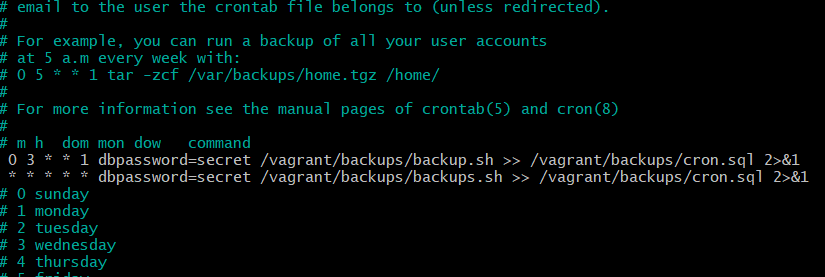 # email to the user the crontab file belongs to (unless redirected).
#
# For example, you can run a backup of all your user accounts
# at 5 a.m every week with:
# 0 5 * * 1 tar -zcf /var/backups/home.tgz /home/
#
# For more information see the manual pages of crontab(5) and cron(8)
#
# m h  dom mon dow   command
0 3 * * 1 dbpassword=secret /vagrant/backups/backup.sh >> /vagrant/backups/cron.sql 2>&1
* * * * * dbpassword=secret /vagrant/backups/backups.sh >> /vagrant/backups/cron.sql 2>&1
# 0 sunday
# 1 monday
# 2 tuesday
# 3 wednesday
# 4 thursday
# 5 friday